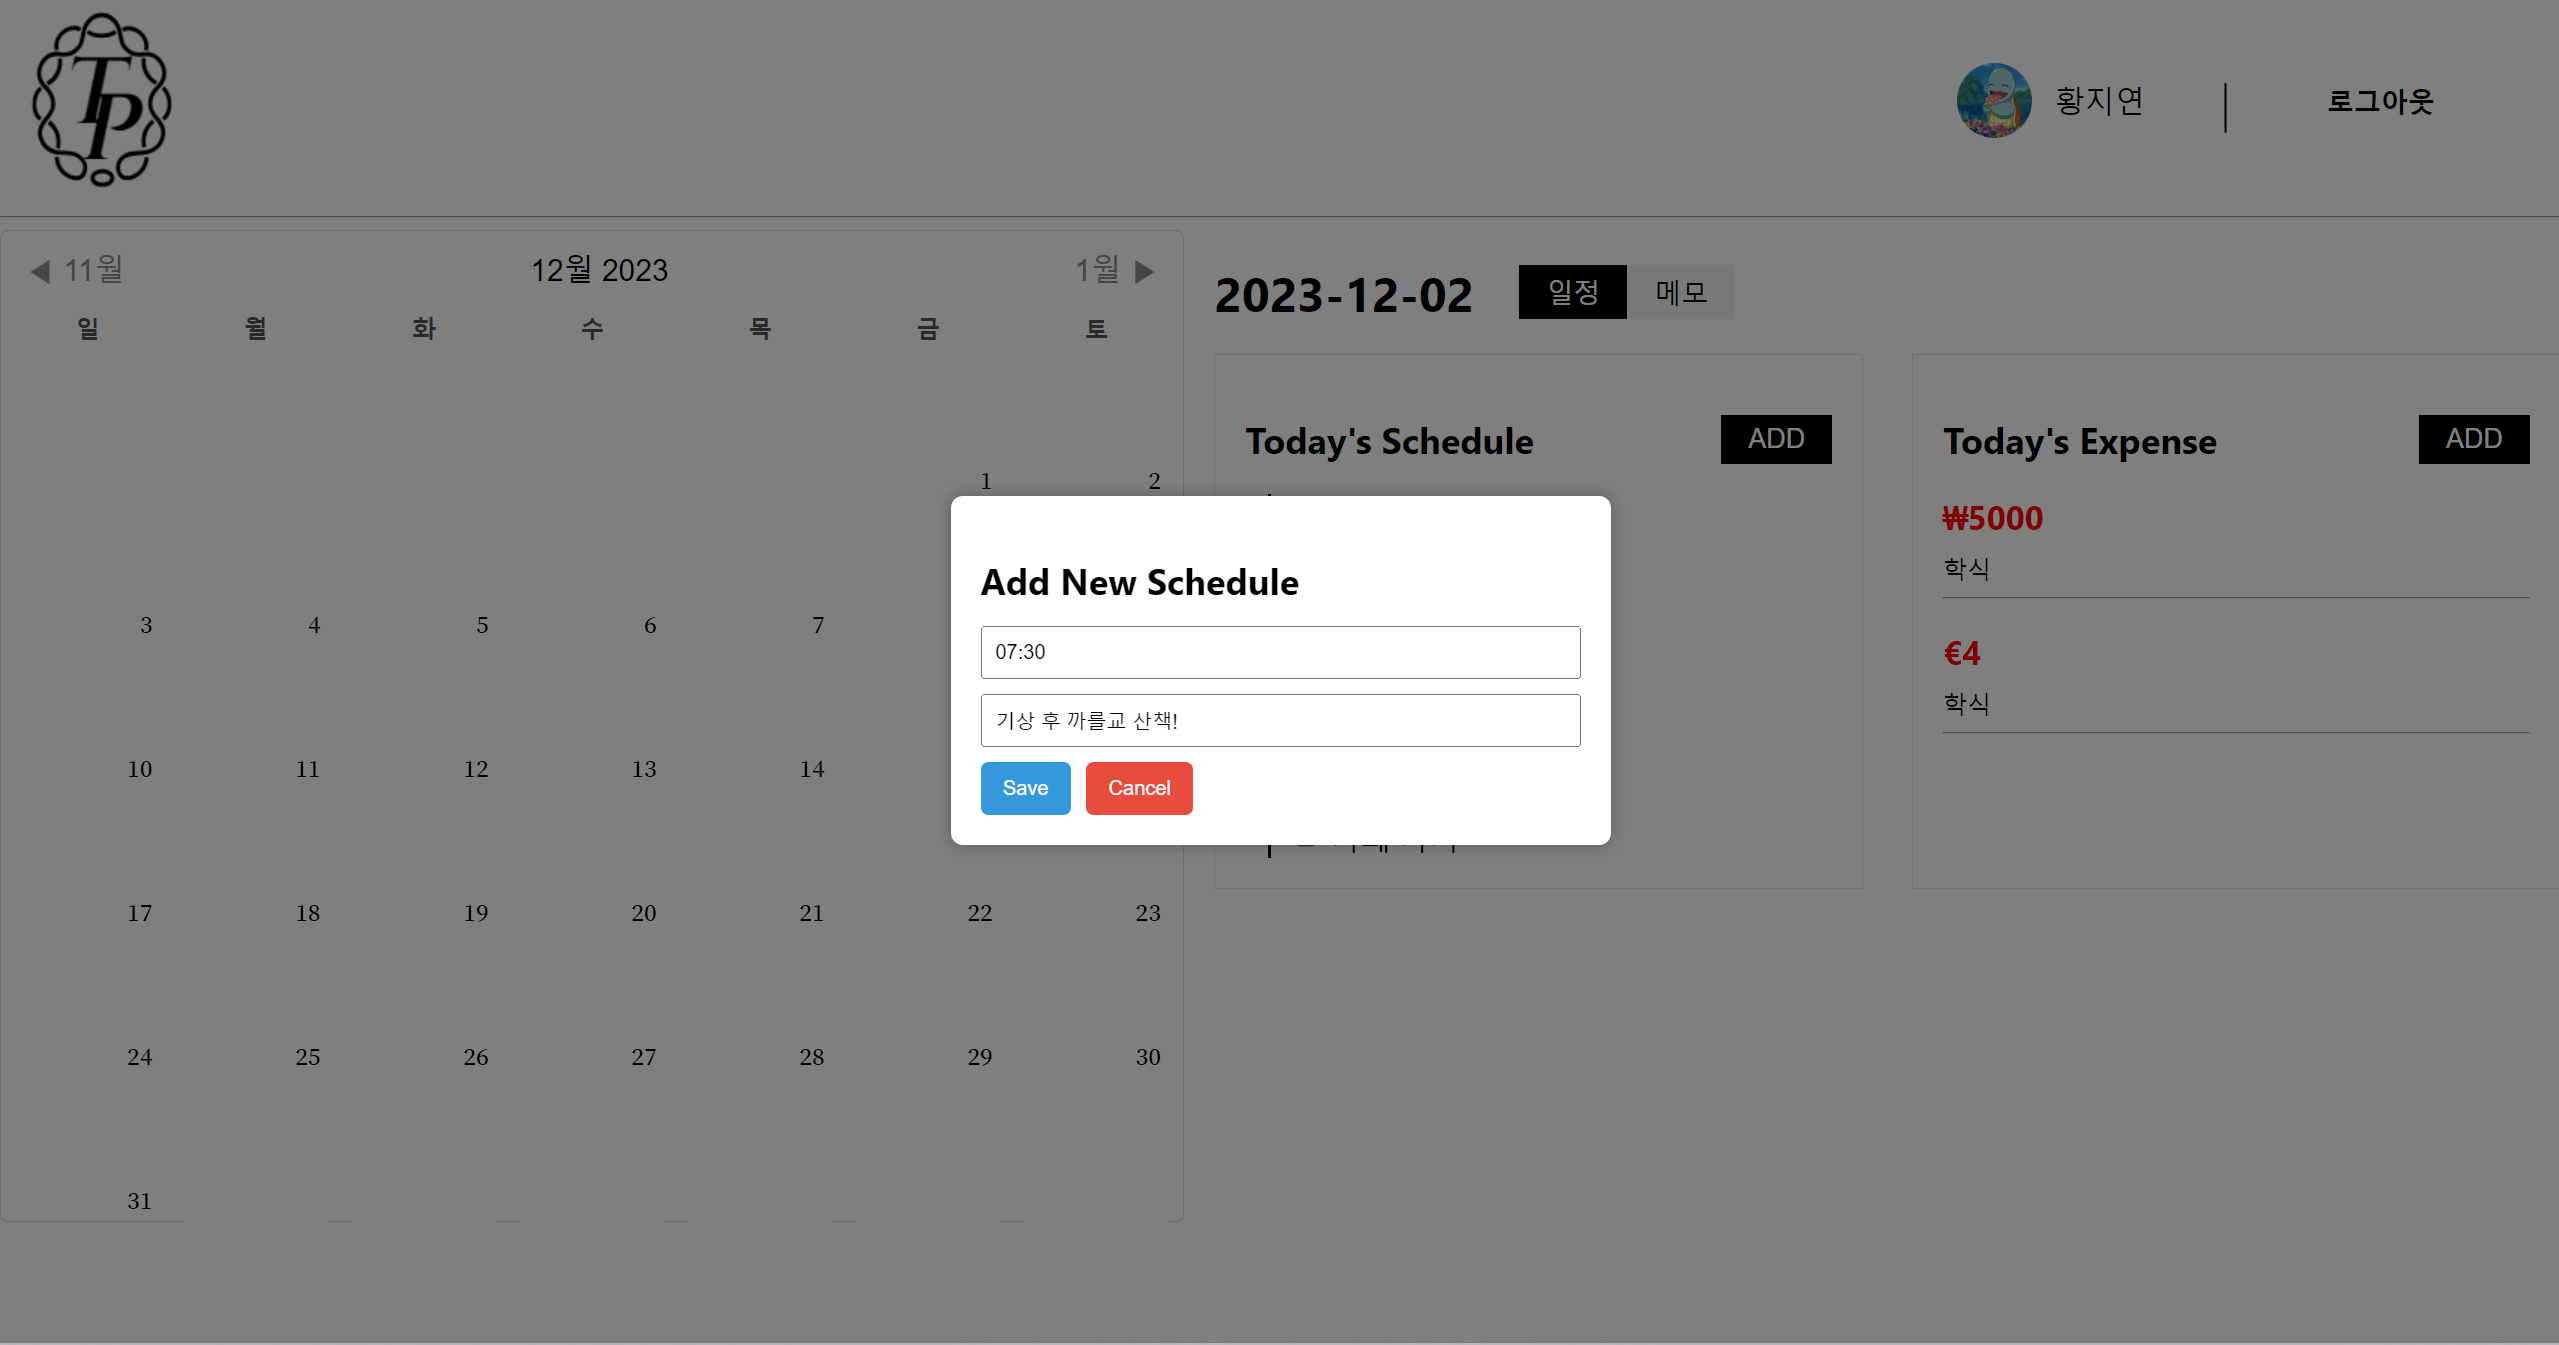 TP
황지연
로그아웃
◀ 11월 12월 2023 1월 ▶
일 월 화 수 목 금 토
1 2
3 4 5 6 7
10 11 12 13 14
17 18 19 20 21 22 23
24 25 26 27 28 29 30
31
2023-12-02 일정 메모
Today's Schedule ADD
Today's Expense ADD
₩5000
학식
€4
학식
Add New Schedule
07:30
기상 후 까를교 산책!
Save Cancel